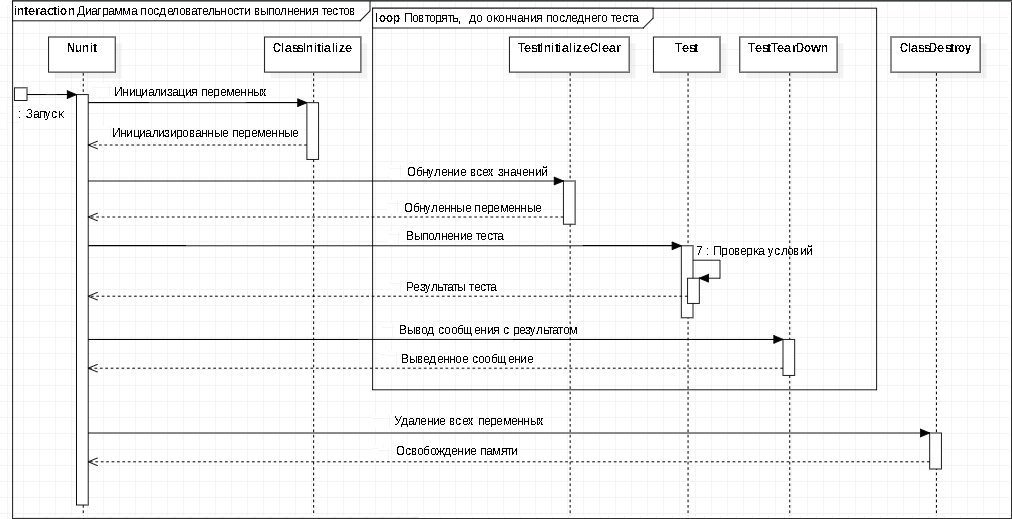 interaction Диаграмма посделовательности выполнения тестов
loop Повторять, до окончания последнего теста
Nunit
ClassInitialize
TestInitializeClear
Test
TestTearDown
ClassDestroy
: Запуск
Инициализация переменных
Инициализированные переменные
Обнуление всех значений
Обнуленные переменные
Выполнение теста
7 : Проверка условий
Результаты теста
Вывод сообщения с результатом
Выведенное сообщение
Удаление всех переменных
Освобождение памяти